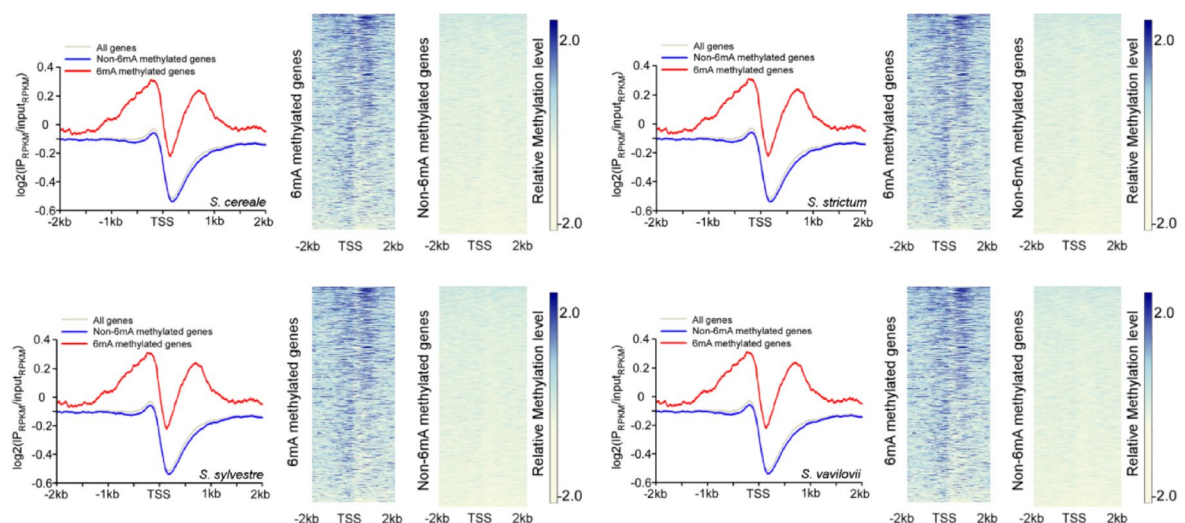 All genes
Non-6mA methylated genes
6mA methylated genes
log2(IP_RPKM/input_RPKM)
0.4
0.2
0
-0.2
-0.4
-0.6
-2kb -1kb TSS 1kb 2kb
S. cereale
6mA methylated genes
-2kb TSS 2kb
Non-6mA methylated genes
-2kb TSS 2kb
Relative Methylation level
2.0
-2.0
All genes
Non-6mA methylated genes
6mA methylated genes
log2(IP_RPKM/input_RPKM)
0.4
0.2
0
-0.2
-0.4
-0.6
-2kb -1kb TSS 1kb 2kb
S. strictum
6mA methylated genes
-2kb TSS 2kb
Non-6mA methylated genes
-2kb TSS 2kb
Relative Methylation level
2.0
-2.0
All genes
Non-6mA methylated genes
6mA methylated genes
log2(IP_RPKM/input_RPKM)
0.4
0.2
0
-0.2
-0.4
-0.6
-2kb -1kb TSS 1kb 2kb
S. sylvestre
6mA methylated genes
-2kb TSS 2kb
Non-6mA methylated genes
-2kb TSS 2kb
Relative Methylation level
2.0
-2.0
All genes
Non-6mA methylated genes
6mA methylated genes
log2(IP_RPKM/input_RPKM)
0.4
0.2
0
-0.2
-0.4
-0.6
-2kb -1kb TSS 1kb 2kb
S. vavilovii
6mA methylated genes
-2kb TSS 2kb
Non-6mA methylated genes
-2kb TSS 2kb
Relative Methylation level
2.0
-2.0